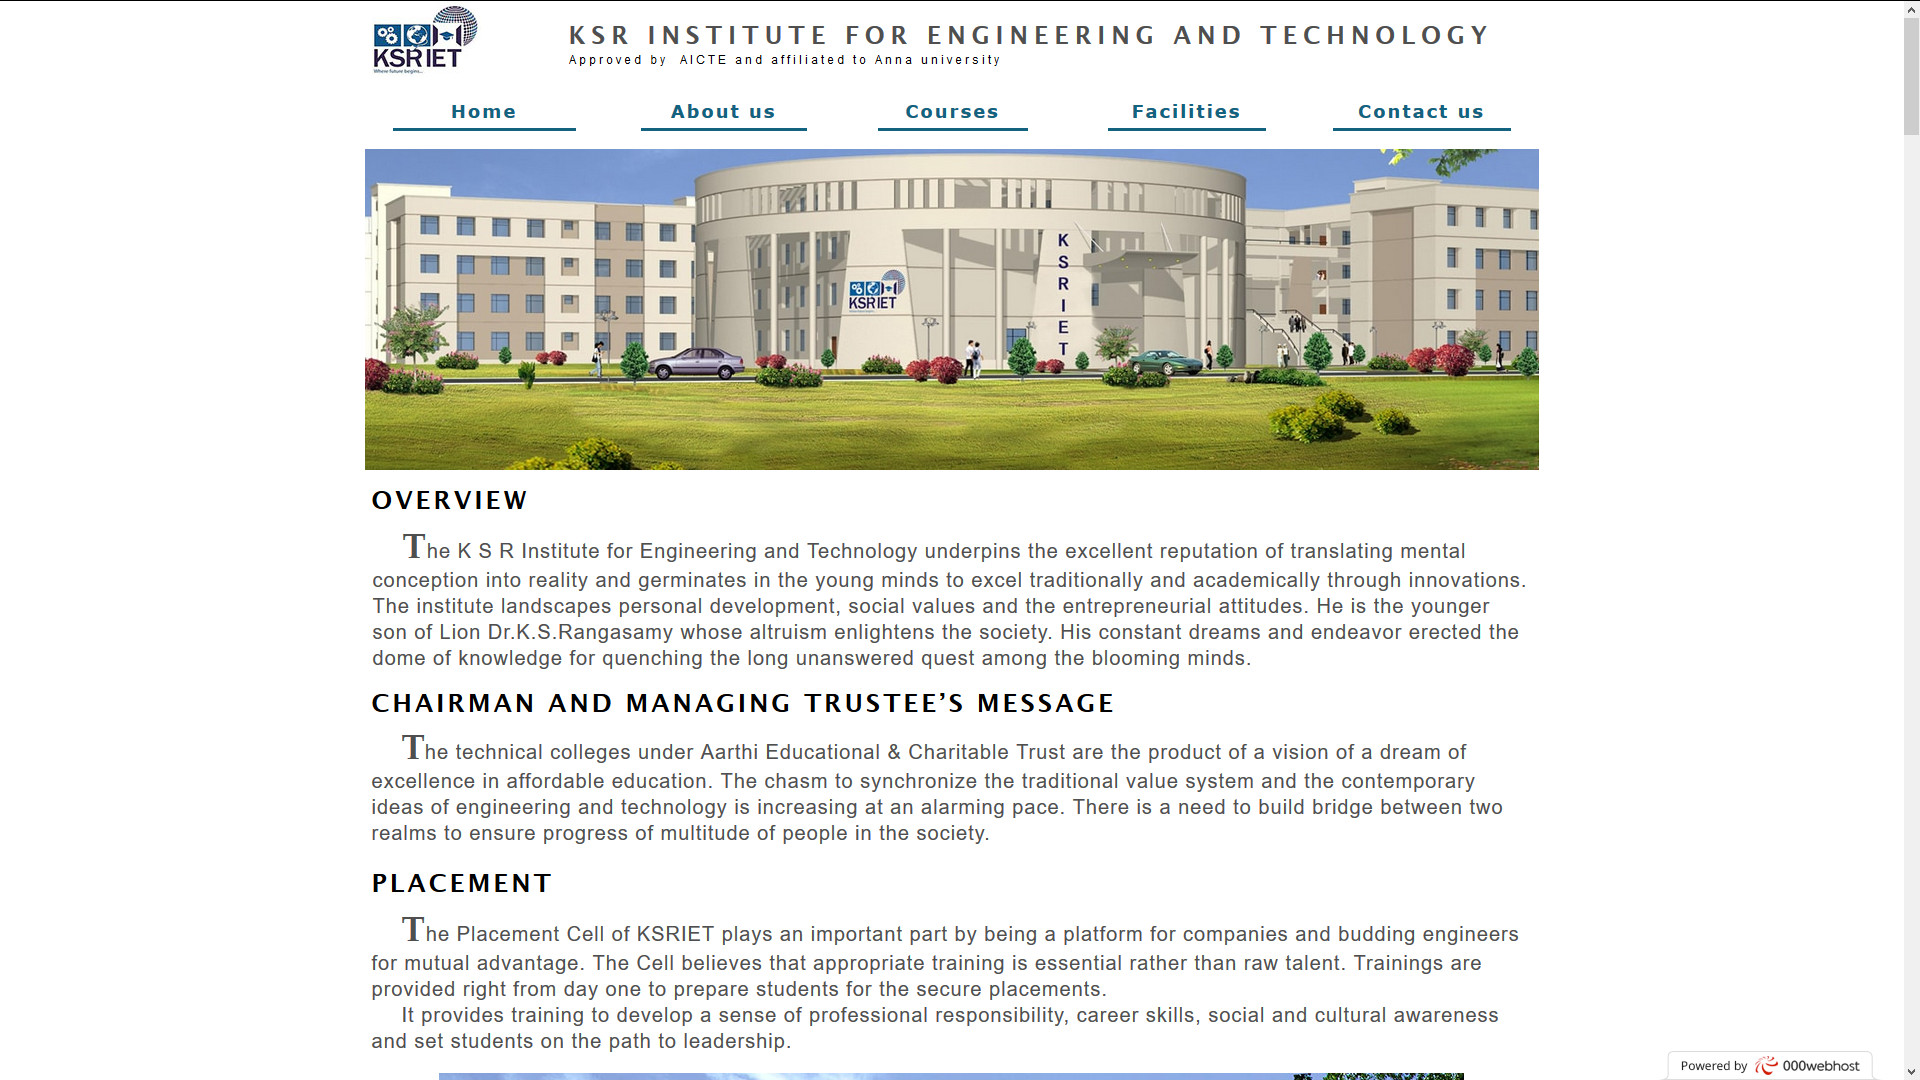 KSRIET
Where future begins...
KSR INSTITUTE FOR ENGINEERING AND TECHNOLOGY
Approved by AICTE and affiliated to Anna university
Home About us Courses Facilities Contact us
KSRIET
KSRIET
OVERVIEW
The K S R Institute for Engineering and Technology underpins the excellent reputation of translating mental
conception into reality and germinates in the young minds to excel traditionally and academically through innovations.
The institute landscapes personal development, social values and the entrepreneurial attitudes. He is the younger
son of Lion Dr.K.S.Rangasamy whose altruism enlightens the society. His constant dreams and endeavor erected the
dome of knowledge for quenching the long unanswered quest among the blooming minds.
CHAIRMAN AND MANAGING TRUSTEE’S MESSAGE
The technical colleges under Aarthi Educational & Charitable Trust are the product of a vision of a dream of
excellence in affordable education. The chasm to synchronize the traditional value system and the contemporary
ideas of engineering and technology is increasing at an alarming pace. There is a need to build bridge between two
realms to ensure progress of multitude of people in the society.
PLACEMENT
The Placement Cell of KSRIET plays an important part by being a platform for companies and budding engineers
for mutual advantage. The Cell believes that appropriate training is essential rather than raw talent. Trainings are
provided right from day one to prepare students for the secure placements.
It provides training to develop a sense of professional responsibility, career skills, social and cultural awareness
and set students on the path to leadership.
Powered by 000webhost